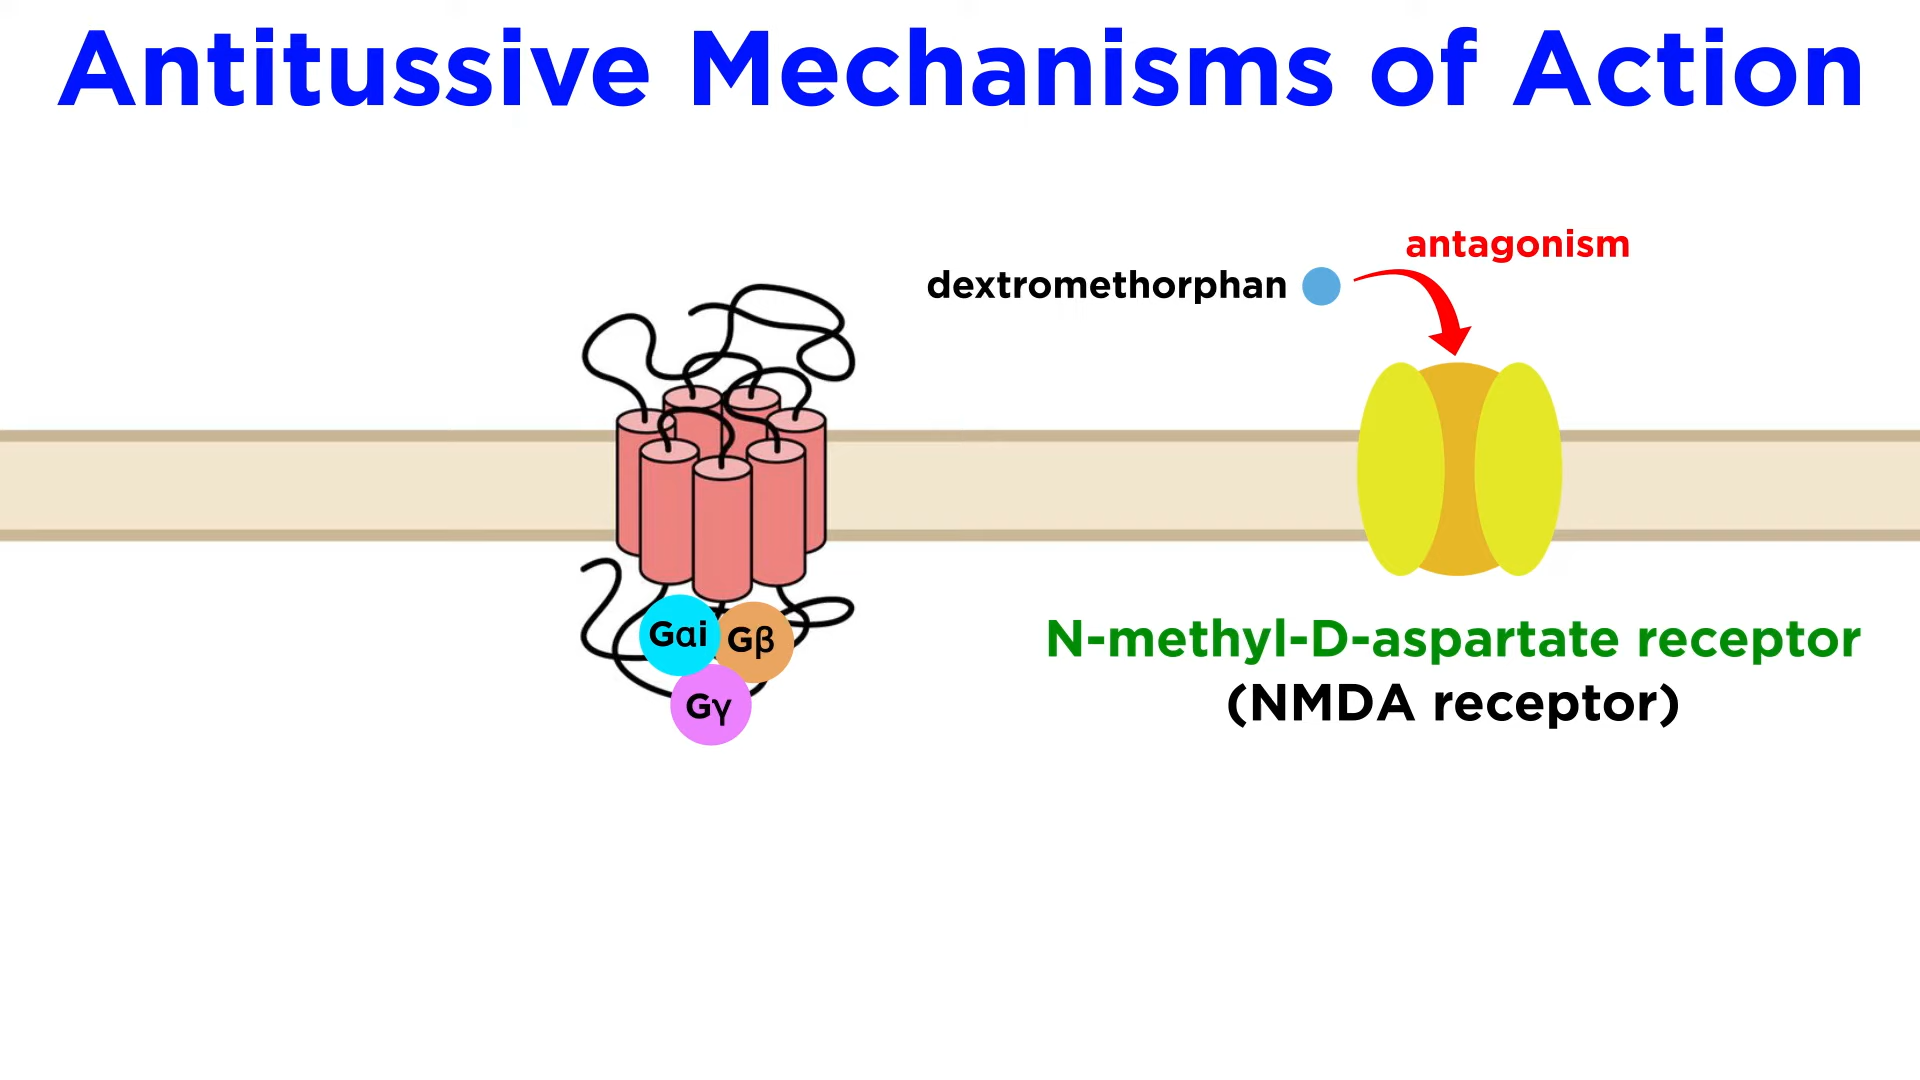 Antitussive Mechanisms of Action
antagonism
dextromethorphan
Gαi
Gβ
Gγ
N-methyl-D-aspartate receptor
(NMDA receptor)